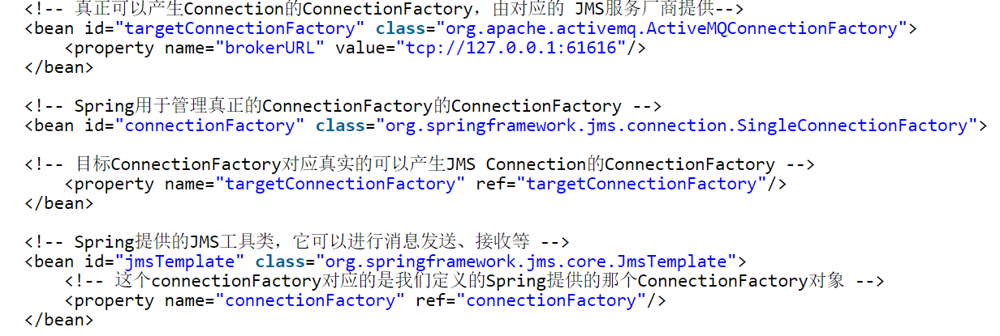 <!-- 真正可以产生Connection的ConnectionFactory，由对应的 JMS服务厂商提供-->
<bean id="targetConnectionFactory" class="org.apache.activemq.ActiveMQConnectionFactory">
    <property name="brokerURL" value="tcp://127.0.0.1:61616"/>
</bean>
<!-- Spring用于管理真正的ConnectionFactory的ConnectionFactory -->
<bean id="connectionFactory" class="org.springframework.jms.connection.SingleConnectionFactory">
<!-- 目标ConnectionFactory对应真实的可以产生JMS Connection的ConnectionFactory -->
    <property name="targetConnectionFactory" ref="targetConnectionFactory"/>
</bean>
<!-- Spring提供的JMS工具类，它可以进行消息发送、接收等 -->
<bean id="jmsTemplate" class="org.springframework.jms.core.JmsTemplate">
    <!-- 这个connectionFactory对应的是我们定义的Spring提供的那个ConnectionFactory对象 -->
    <property name="connectionFactory" ref="connectionFactory"/>
</bean>